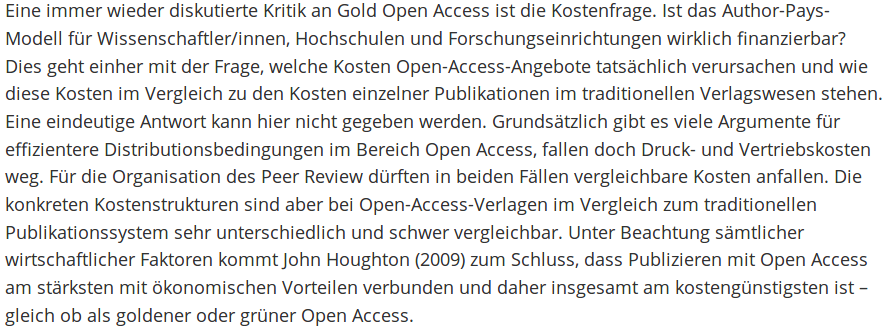 Eine immer wieder diskutierte Kritik an Gold Open Access ist die Kostenfrage. Ist das Author-Pays-
Modell für Wissenschaftler/innen, Hochschulen und Forschungseinrichtungen wirklich finanzierbar?
Dies geht einher mit der Frage, welche Kosten Open-Access-Angebote tatsächlich verursachen und wie
diese Kosten im Vergleich zu den Kosten einzelner Publikationen im traditionellen Verlagswesen stehen.
Eine eindeutige Antwort kann hier nicht gegeben werden. Grundsätzlich gibt es viele Argumente für
effizientere Distributionsbedingungen im Bereich Open Access, fallen doch Druck- und Vertriebskosten
weg. Für die Organisation des Peer Review dürften in beiden Fällen vergleichbare Kosten anfallen. Die
konkreten Kostenstrukturen sind aber bei Open-Access-Verlagen im Vergleich zum traditionellen
Publikationssystem sehr unterschiedlich und schwer vergleichbar. Unter Beachtung sämtlicher
wirtschaftlicher Faktoren kommt John Houghton (2009) zum Schluss, dass Publizieren mit Open Access
am stärksten mit ökonomischen Vorteilen verbunden und daher insgesamt am kostengünstigsten ist –
gleich ob als goldener oder grüner Open Access.